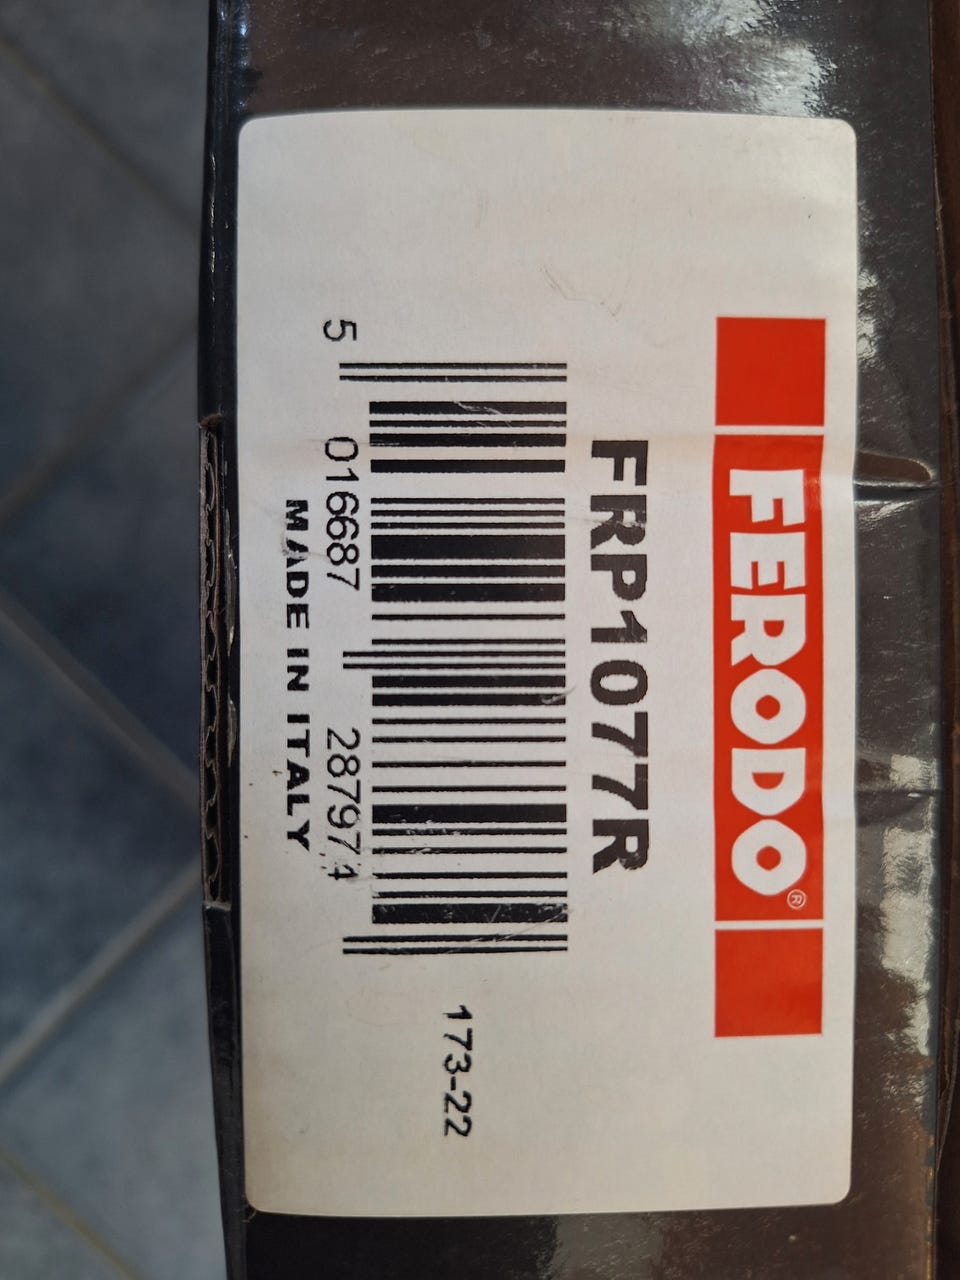 FERODO®
FRP1077R
5 016687 287974
MADE IN ITALY
173-22